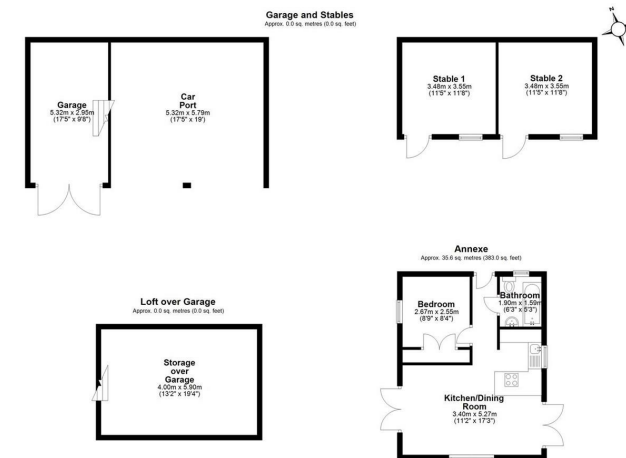 Garage and Stables
Approx. 0.0 sq. metres (0.0 sq. feet)
N
Garage
5.32m x 2.95m
(17'5" x 9'8")
Car
Port
5.32m x 5.79m
(17'5" x 19')
Stable 1
3.48m x 3.55m
(11'5" x 11'8")
Stable 2
3.48m x 3.55m
(11'5" x 11'8")
Loft over Garage
Approx. 0.0 sq. metres (0.0 sq. feet)
Storage
over
Garage
4.00m x 5.90m
(13'2" x 19'4")
Annexe
Approx. 35.6 sq. metres (383.0 sq. feet)
Bedroom
2.67m x 2.55m
(8'9" x 8'4")
Bathroom
1.90m x 1.59m
(6'3" x 5'3")
Kitchen/Dining
Room
3.40m x 5.27m
(11'2" x 17'3")